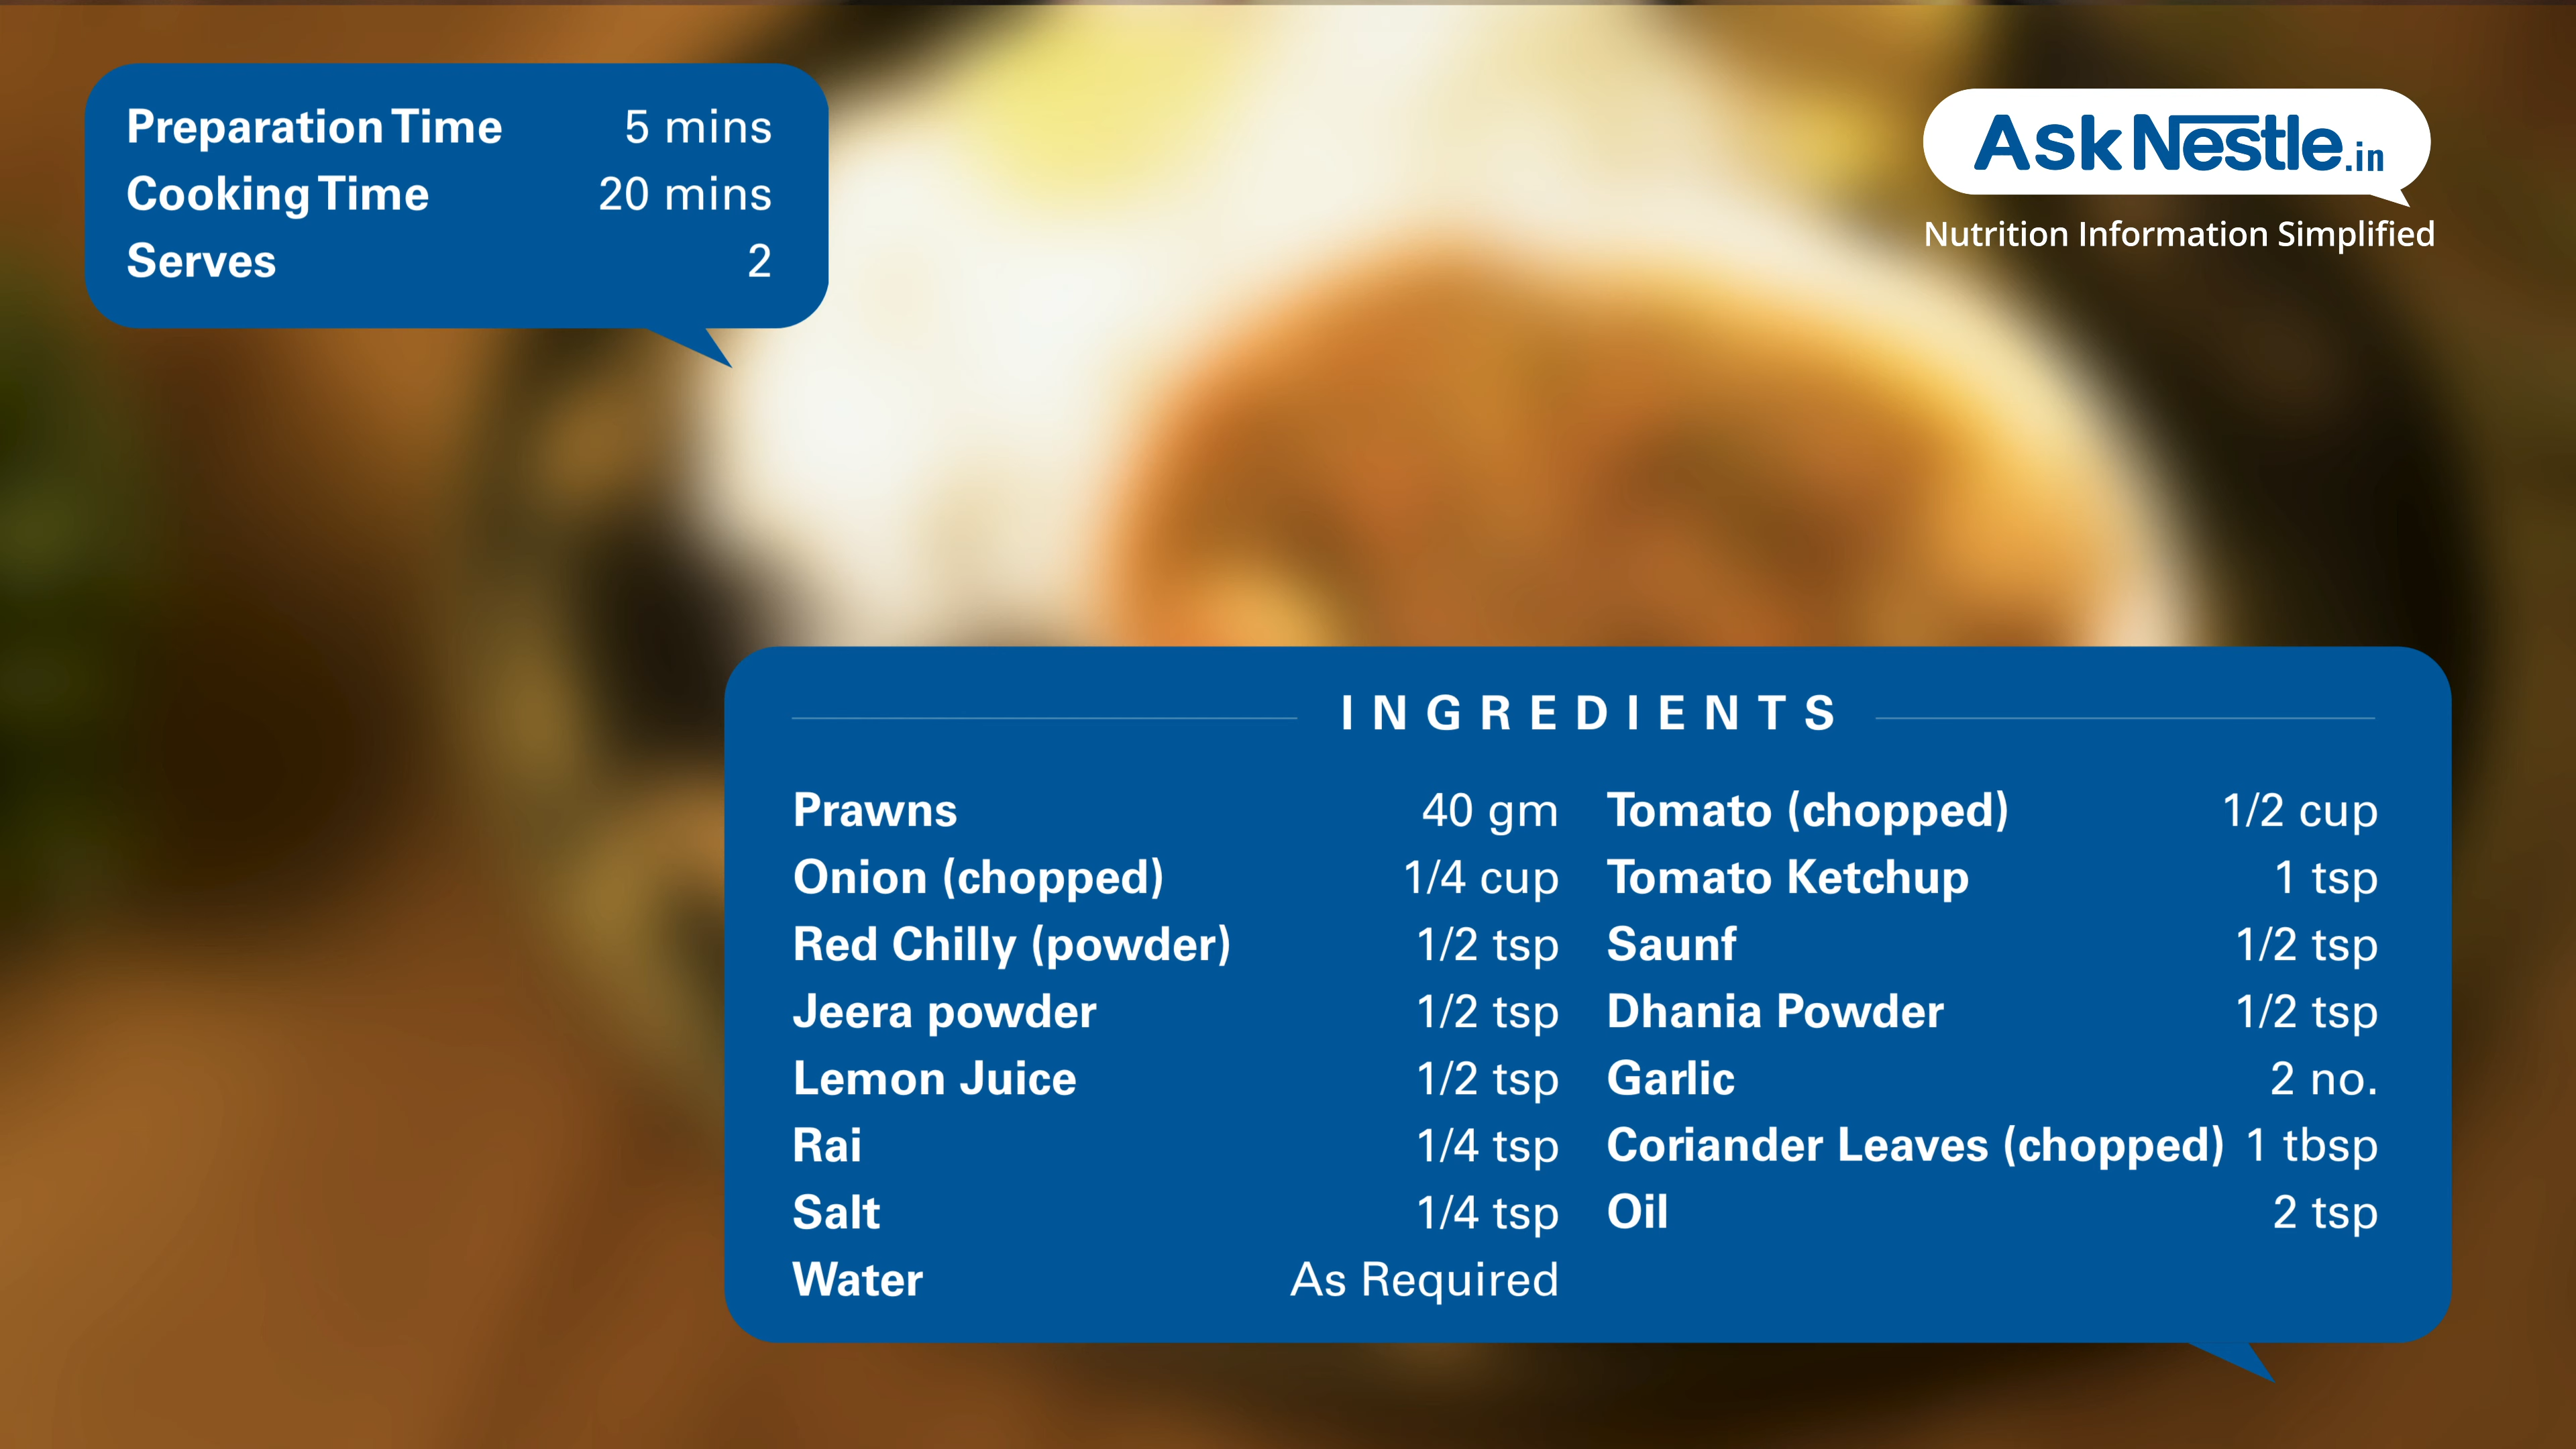 Preparation Time 5 mins
Cooking Time 20 mins
Serves 2
AskNestle.in
Nutrition Information Simplified
INGREDIENTS
Prawns 40 gm
Onion (chopped) 1/4 cup
Red Chilly (powder) 1/2 tsp
Jeera powder 1/2 tsp
Lemon Juice 1/2 tsp
Rai 1/4 tsp
Salt 1/4 tsp
Water As Required
Tomato (chopped) 1/2 cup
Tomato Ketchup 1 tsp
Saunf 1/2 tsp
Dhania Powder 1/2 tsp
Garlic 2 no.
Coriander Leaves (chopped) 1 tbsp
Oil 2 tsp